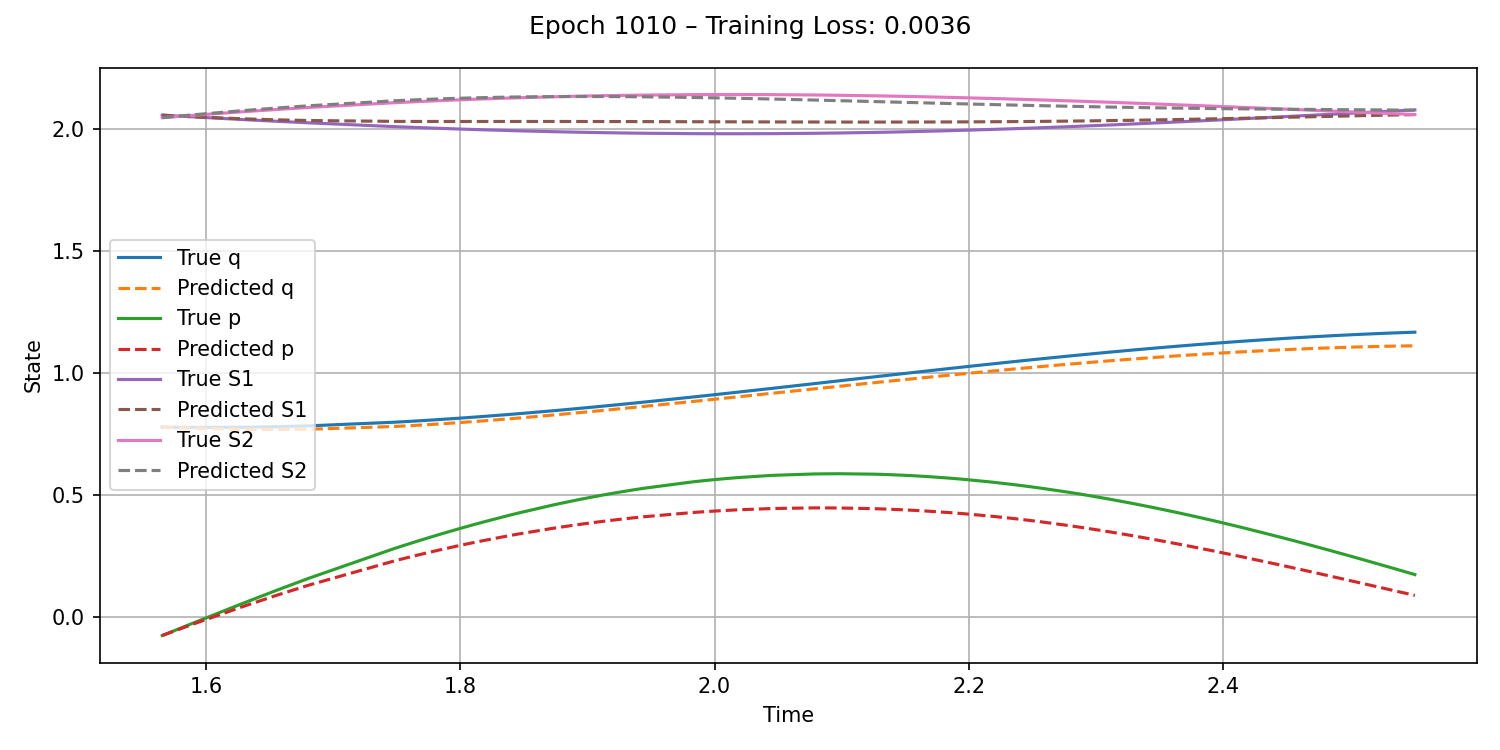 Epoch 1010 – Training Loss: 0.0036
2.0
1.5
1.0
0.5
0.0
State
True q
Predicted q
True p
Predicted p
True S1
Predicted S1
True S2
Predicted S2
1.6
1.8
2.0
2.2
2.4
Time